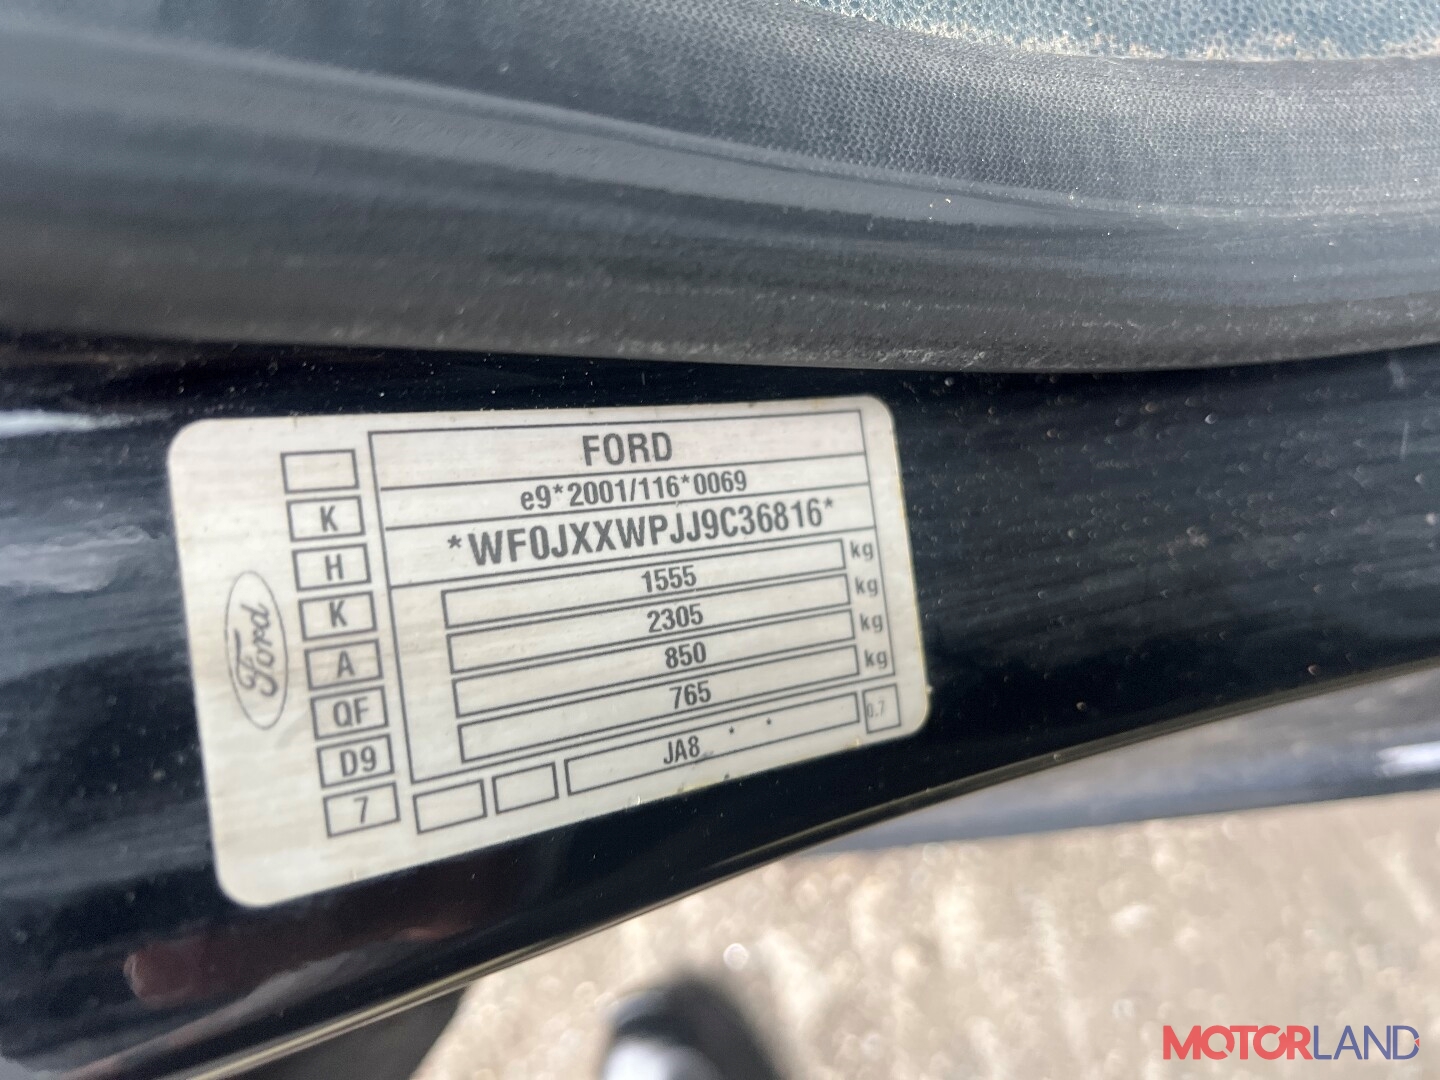 FORD
e9*2001/116*0069
*WF0JXXWPJJ9C36816*
1555 kg
2305 kg
850 kg
765 kg
JA8
0.7
K
H
K
A
QF
D9
7
Ford
MOTORLAND